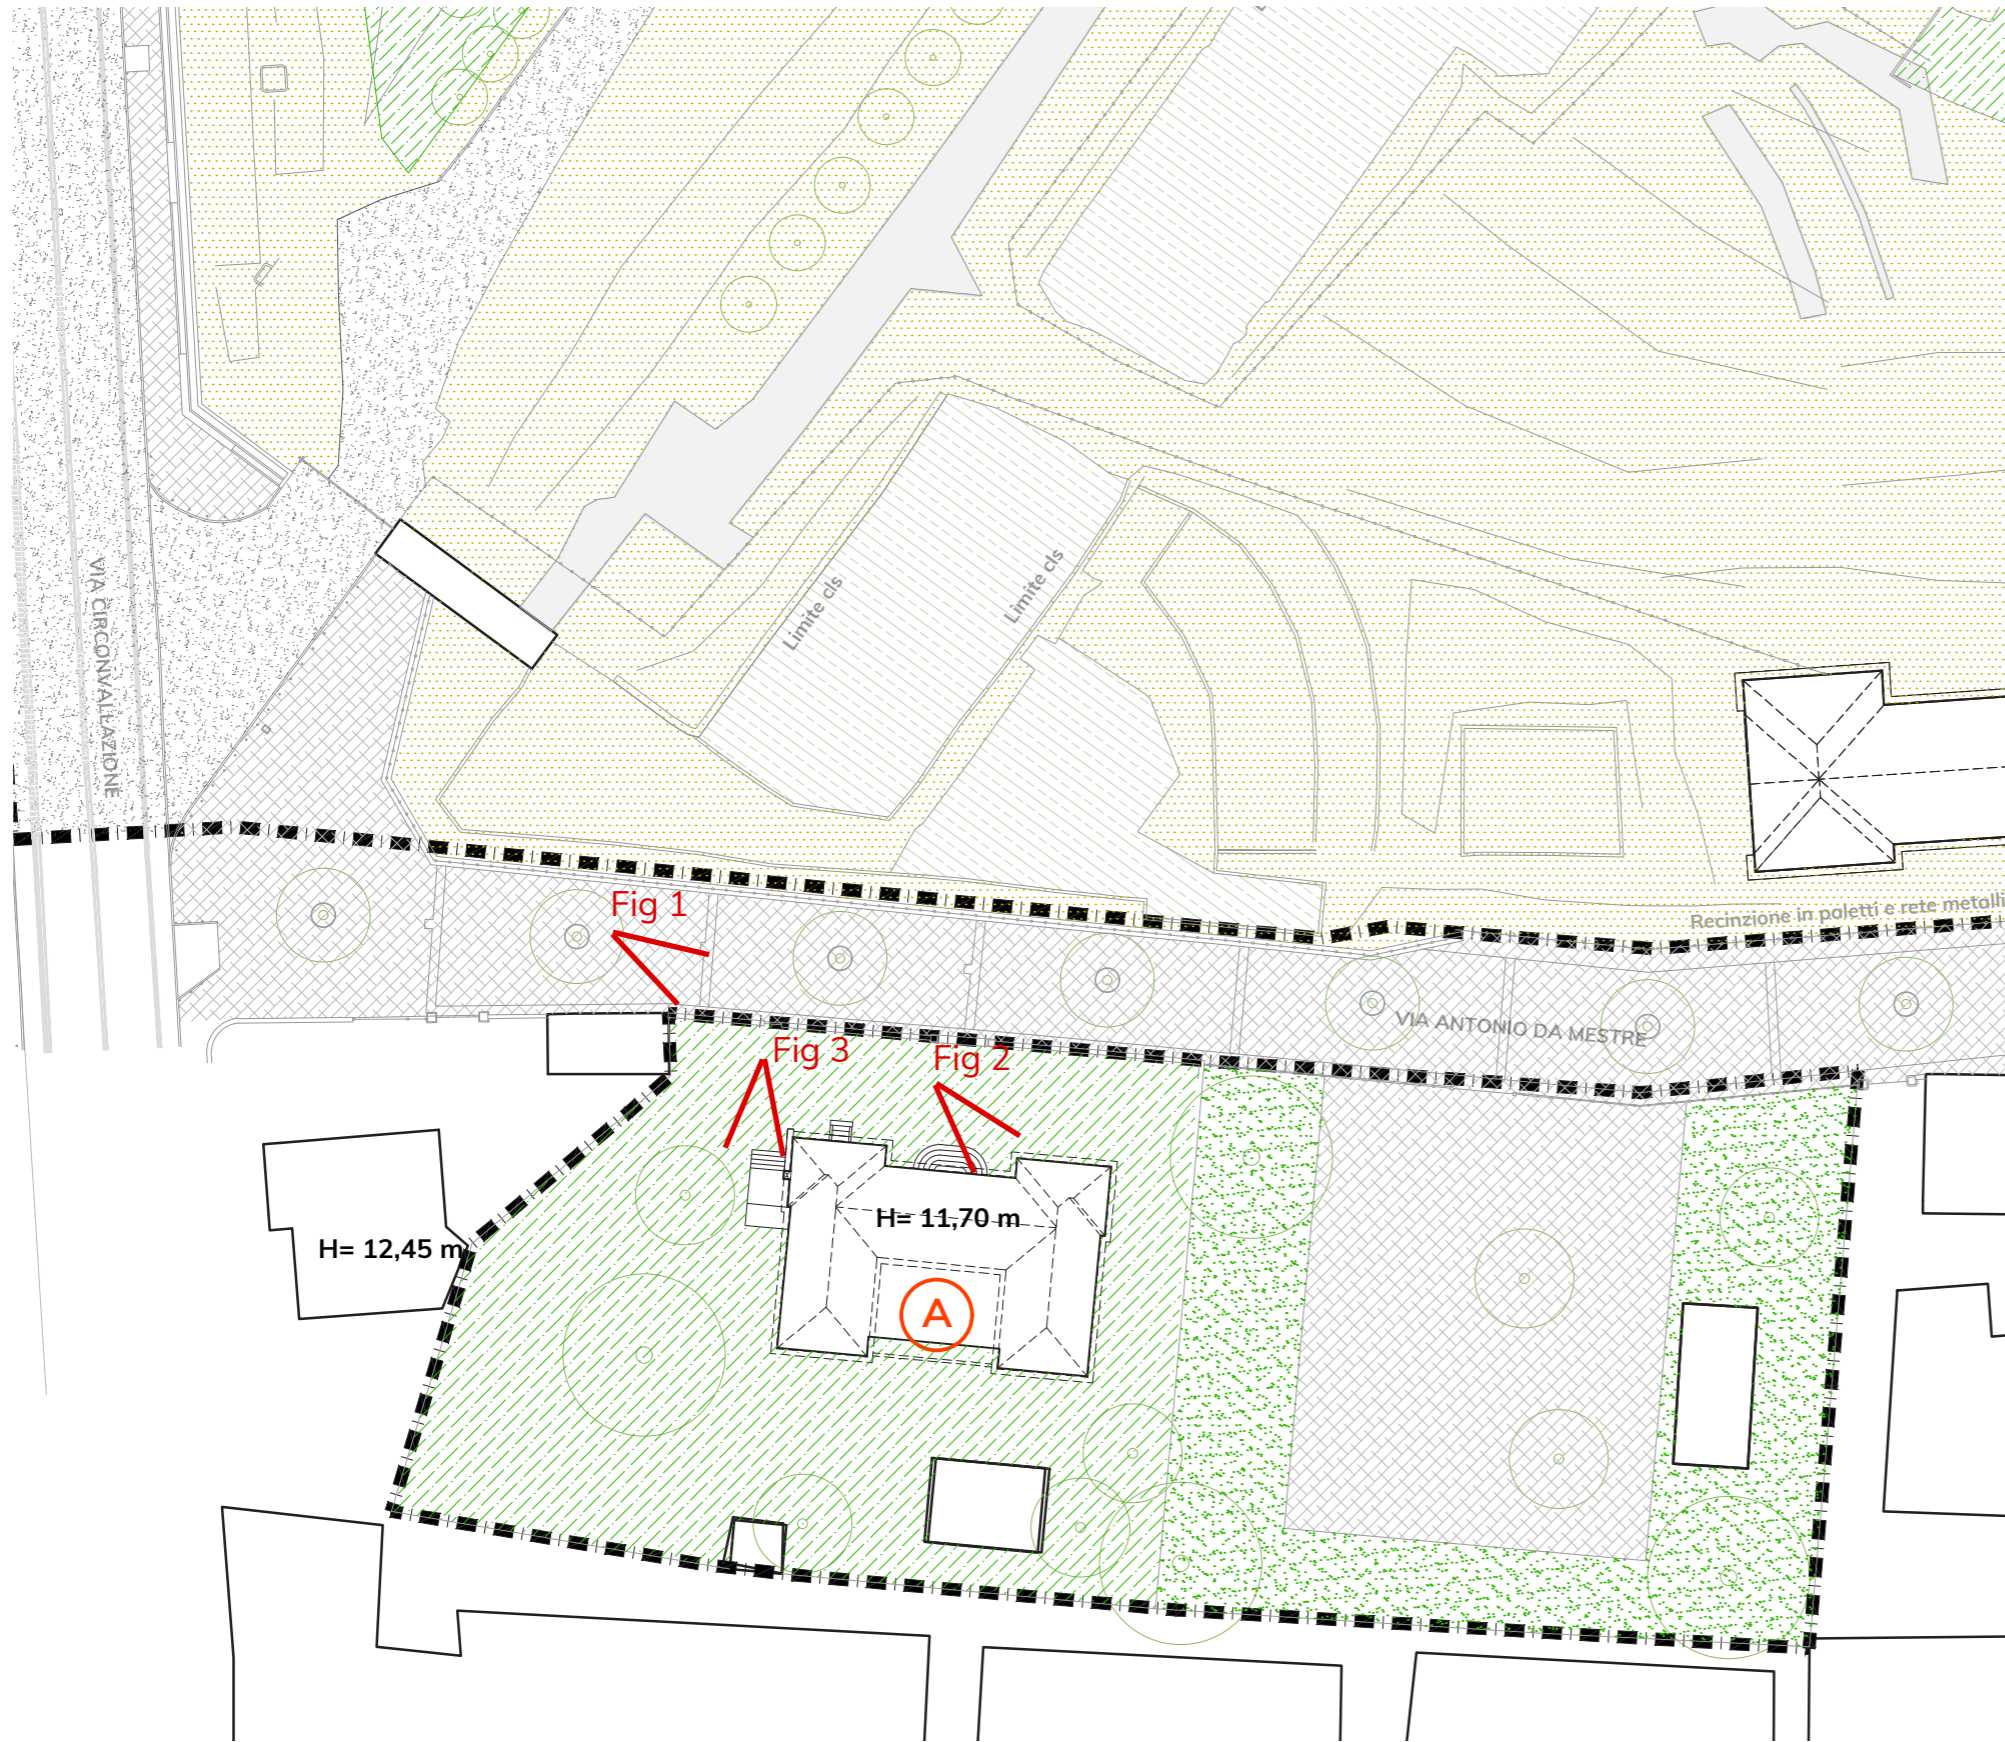 Limite cls
Limite cls
VIA CIRCONVALLAZIONE
Recinzione in paletti e rete metalli
Fig 1
VIA ANTONIO DA MESTRE
Fig 3
Fig 2
H= 11,70 m
H= 12,45 m
A